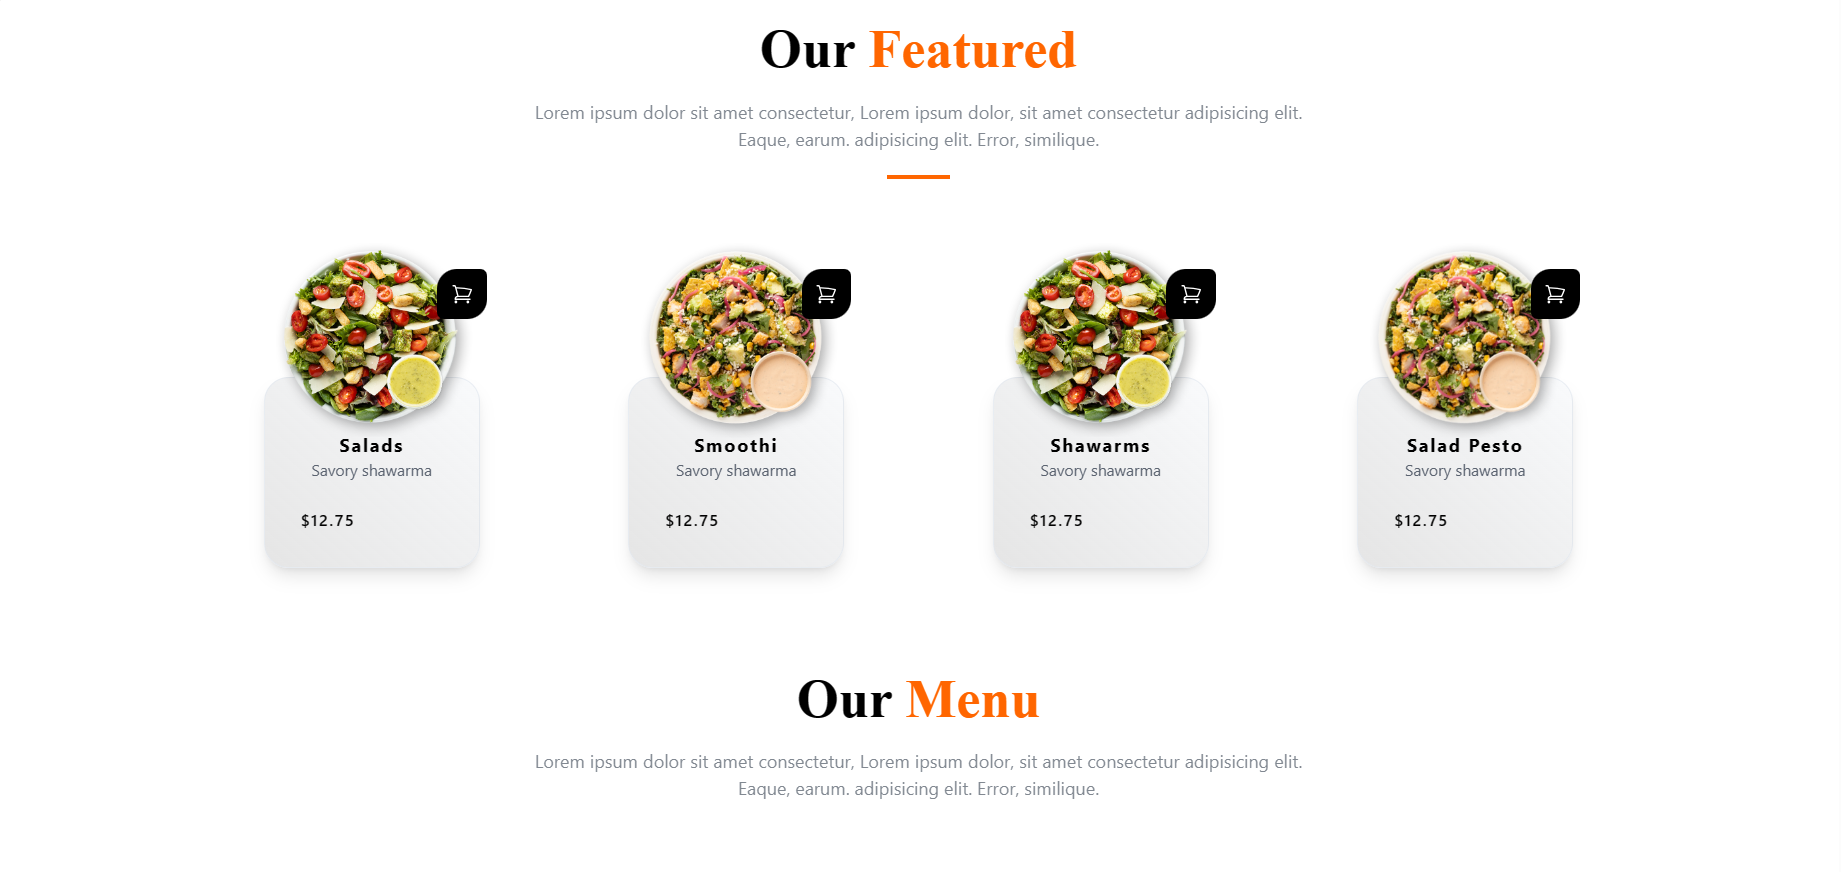 Our Featured
Lorem ipsum dolor sit amet consectetur, Lorem ipsum dolor, sit amet consectetur adipisicing elit.
Eaque, earum. adipisicing elit. Error, similique.
Salads
Savory shawarma
$12.75
Smoothi
Savory shawarma
$12.75
Shawarms
Savory shawarma
$12.75
Salad Pesto
Savory shawarma
$12.75
Our Menu
Lorem ipsum dolor sit amet consectetur, Lorem ipsum dolor, sit amet consectetur adipisicing elit.
Eaque, earum. adipisicing elit. Error, similique.